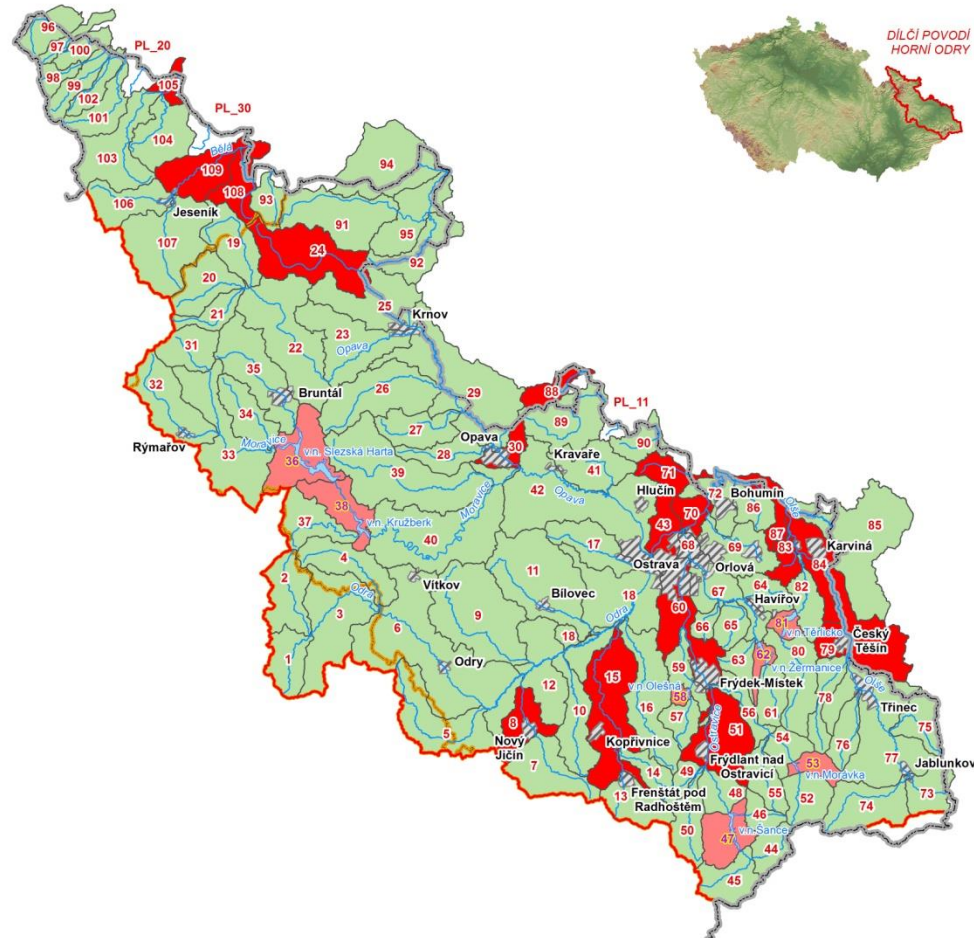 DÍLČÍ POVODÍ
HORNÍ ODRY
96
97
100
PL_20
98
99
102
105
101
PL_30
104
103
Bělá
109
94
106
108
93
Jeseník
107
19
91
95
24
92
20
25
21
Krnov
31
22
23
Opava
32
35
26
29
88
PL_11
Bruntál
34
27
89
Rýmařov
Moravice
Opava
30
90
33
v.n. Slezská Harta
28
Kravaře
36
39
41
71
42
Opava
Hlučín
72
Bohumín
Olše
86
85
38
v.n. Kružberk
Moravice
70
37
40
43
87
83
Karviná
17
68
69
84
4
Ostrava
Orlová
2
Vítkov
11
64
82
Odra
67
Havířov
3
Bílovec
18
60
6
9
Odra
66
65
81
v.n. Těrlicko
Český
Těšín
18
63
62
80
79
1
Odry
59
v.n. Žermanice
v.n. Olešná
Frýdek-Místek
12
15
58
Olše
10
16
57
78
Třinec
5
8
51
56
61
75
Nový
Jičín
Kopřivnice
Ostravice
54
76
7
Frýdlant nad
Ostravicí
53
77
14
49
v.n. Morávka
Jablunkov
13
Frenštát pod
Radhoštěm
48
55
52
73
46
74
50
47
v.n. Šance
44
45